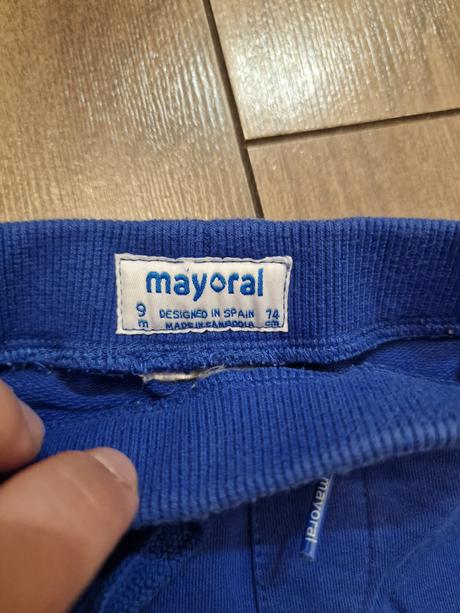 mayoral
9 DESIGNED IN SPAIN 74
m MADE IN CAMBODIA cm
mayoral